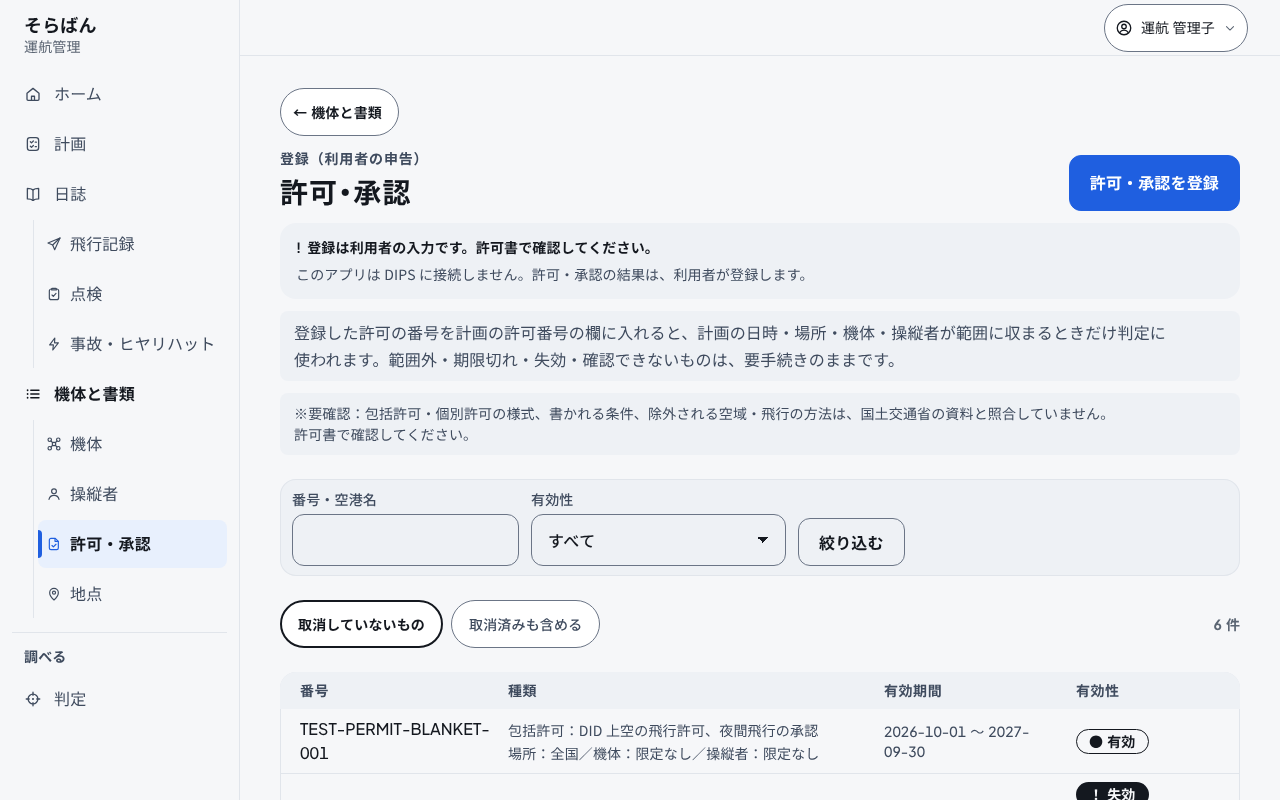 そらばん
運航管理
運航 管理子
ホーム
計画
日誌
飛行記録
点検
事故・ヒヤリハット
機体と書類
機体
操縦者
許可・承認
地点
調べる
判定
← 機体と書類
登録（利用者の申告）
許可・承認
許可・承認を登録
！登録は利用者の入力です。許可書で確認してください。
このアプリは DIPS に接続しません。許可・承認の結果は、利用者が登録します。
登録した許可の番号を計画の許可番号の欄に入れると、計画の日時・場所・機体・操縦者が範囲に収まるときだけ判定に
使われます。範囲外・期限切れ・失効・確認できないものは、要手続きのままです。
※要確認：包括許可・個別許可の様式、書かれる条件、除外される空域・飛行の方法は、国土交通省の資料と照合していません。
許可書で確認してください。
番号・空港名
有効性
すべて
絞り込む
取消していないもの
取消済みも含める
6 件
番号
種類
有効期間
有効性
TEST-PERMIT-BLANKET-
001
包括許可：DID 上空の飛行許可、夜間飛行の承認
場所：全国／機体：限定なし／操縦者：限定なし
2026-10-01 〜 2027-
09-30
● 有効
！ 失効